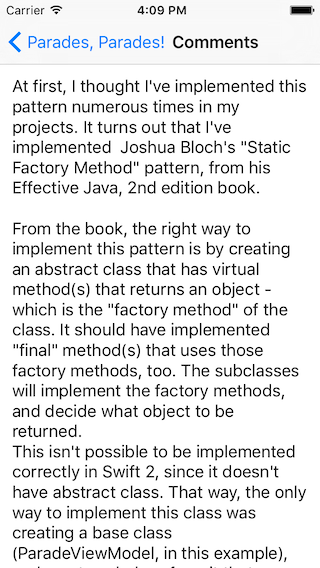 Carrier 4:09 PM
Parades, Parades! Comments
At first, I thought I've implemented this
pattern numerous times in my
projects. It turns out that I've
implemented  Joshua Bloch's "Static
Factory Method" pattern, from his
Effective Java, 2nd edition book.

From the book, the right way to
implement this pattern is by creating
an abstract class that has virtual
method(s) that returns an object -
which is the "factory method" of the
class. It should have implemented
"final" method(s) that uses those
factory methods, too. The subclasses
will implement the factory methods,
and decide what object to be
returned.
This isn't possible to be implemented
correctly in Swift 2, since it doesn't
have abstract class. That way, the only
way to implement this class was
creating a base class
(ParadeViewModel, in this example),